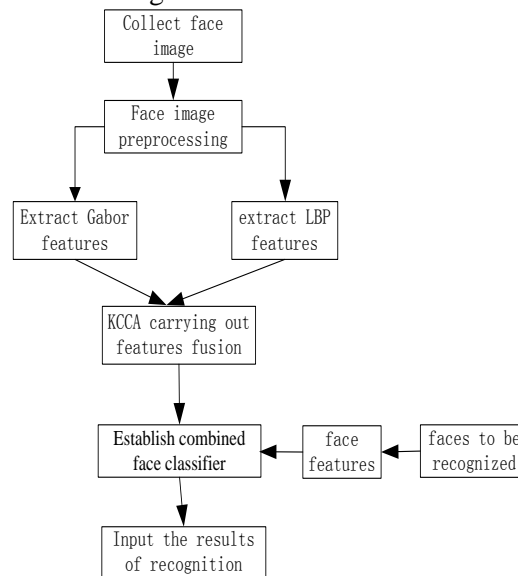 Collect face
image
Face image
preprocessing
Extract Gabor
features
extract LBP
features
KCCA carrying out
features fusion
Establish combined
face classifier
face
features
faces to be
recognized
Input the results
of recognition